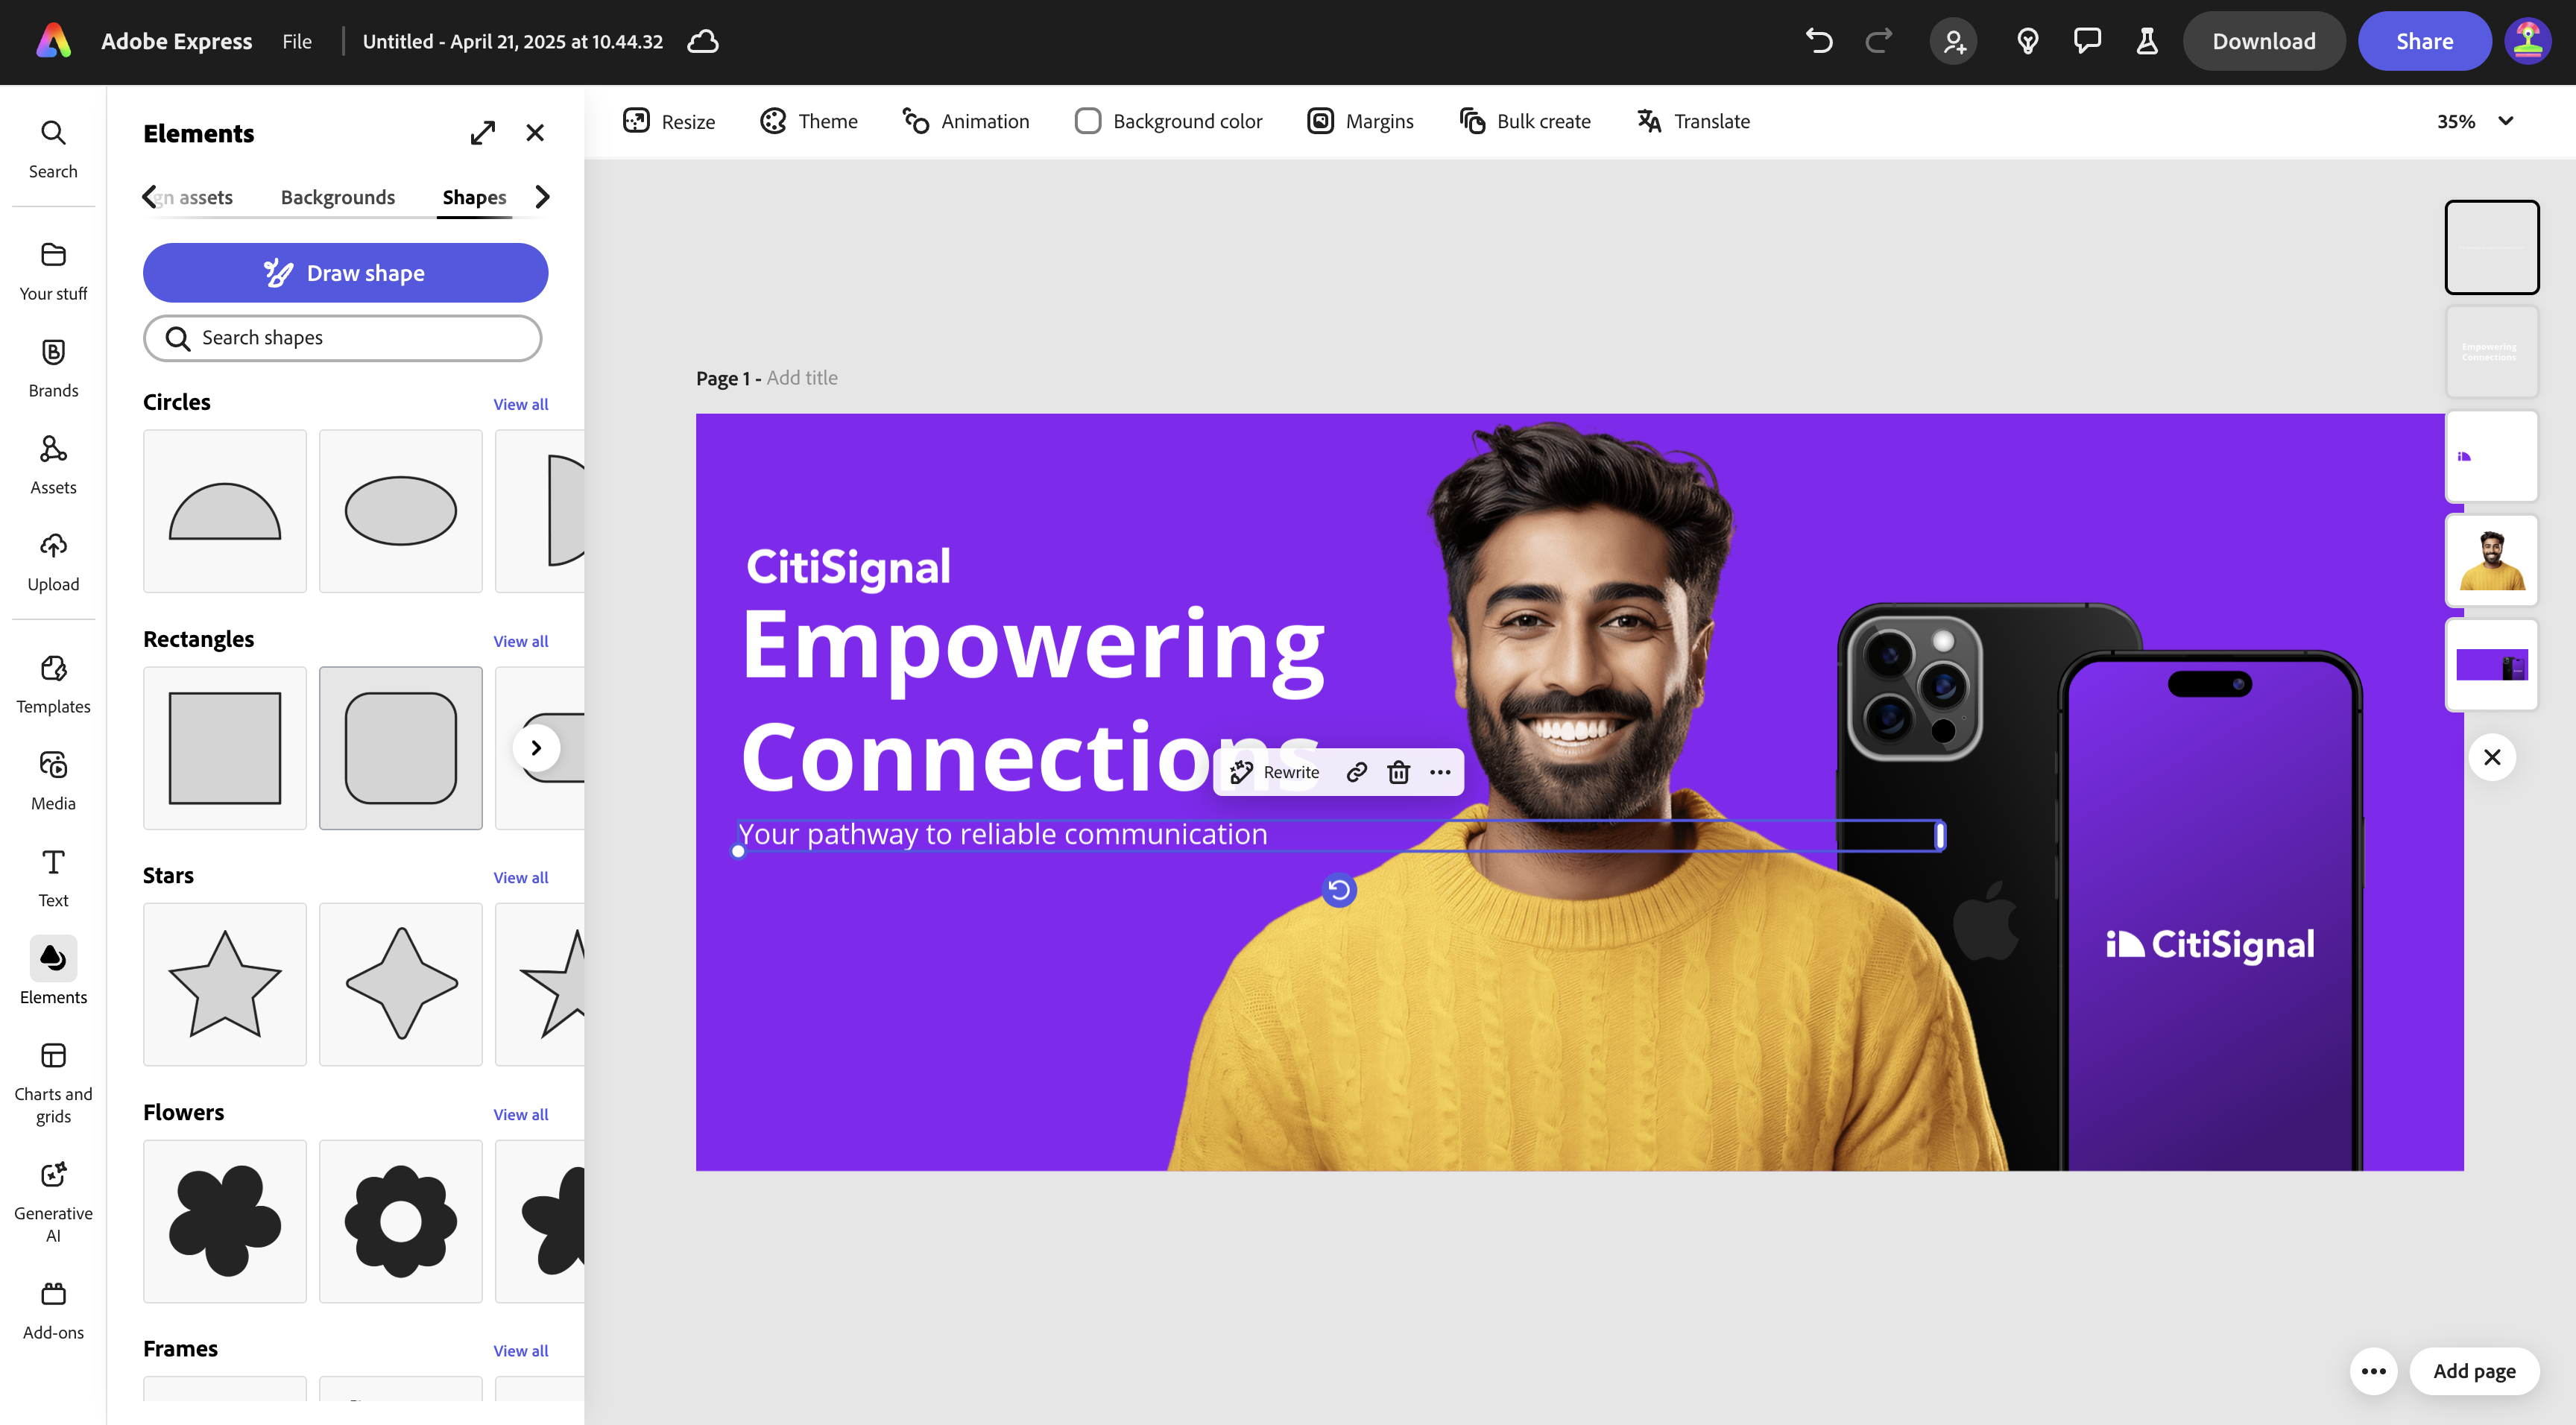 Adobe Express File Untitled - April 21, 2025 at 10.44.32 Download Share
Search
Your stuff
Brands
Assets
Upload
Templates
Media
Text
Elements
Charts and
grids
Generative
AI
Add-ons
Elements
gn assets Backgrounds Shapes
Draw shape
Search shapes
Circles View all
Rectangles View all
Stars View all
Flowers View all
Frames View all
Resize Theme Animation Background color Margins Bulk create Translate 35%
Page 1 - Add title
CitiSignal
Empowering
Connections
Rewrite
Your pathway to reliable communication
CitiSignal
Empowering
Connections
Add page